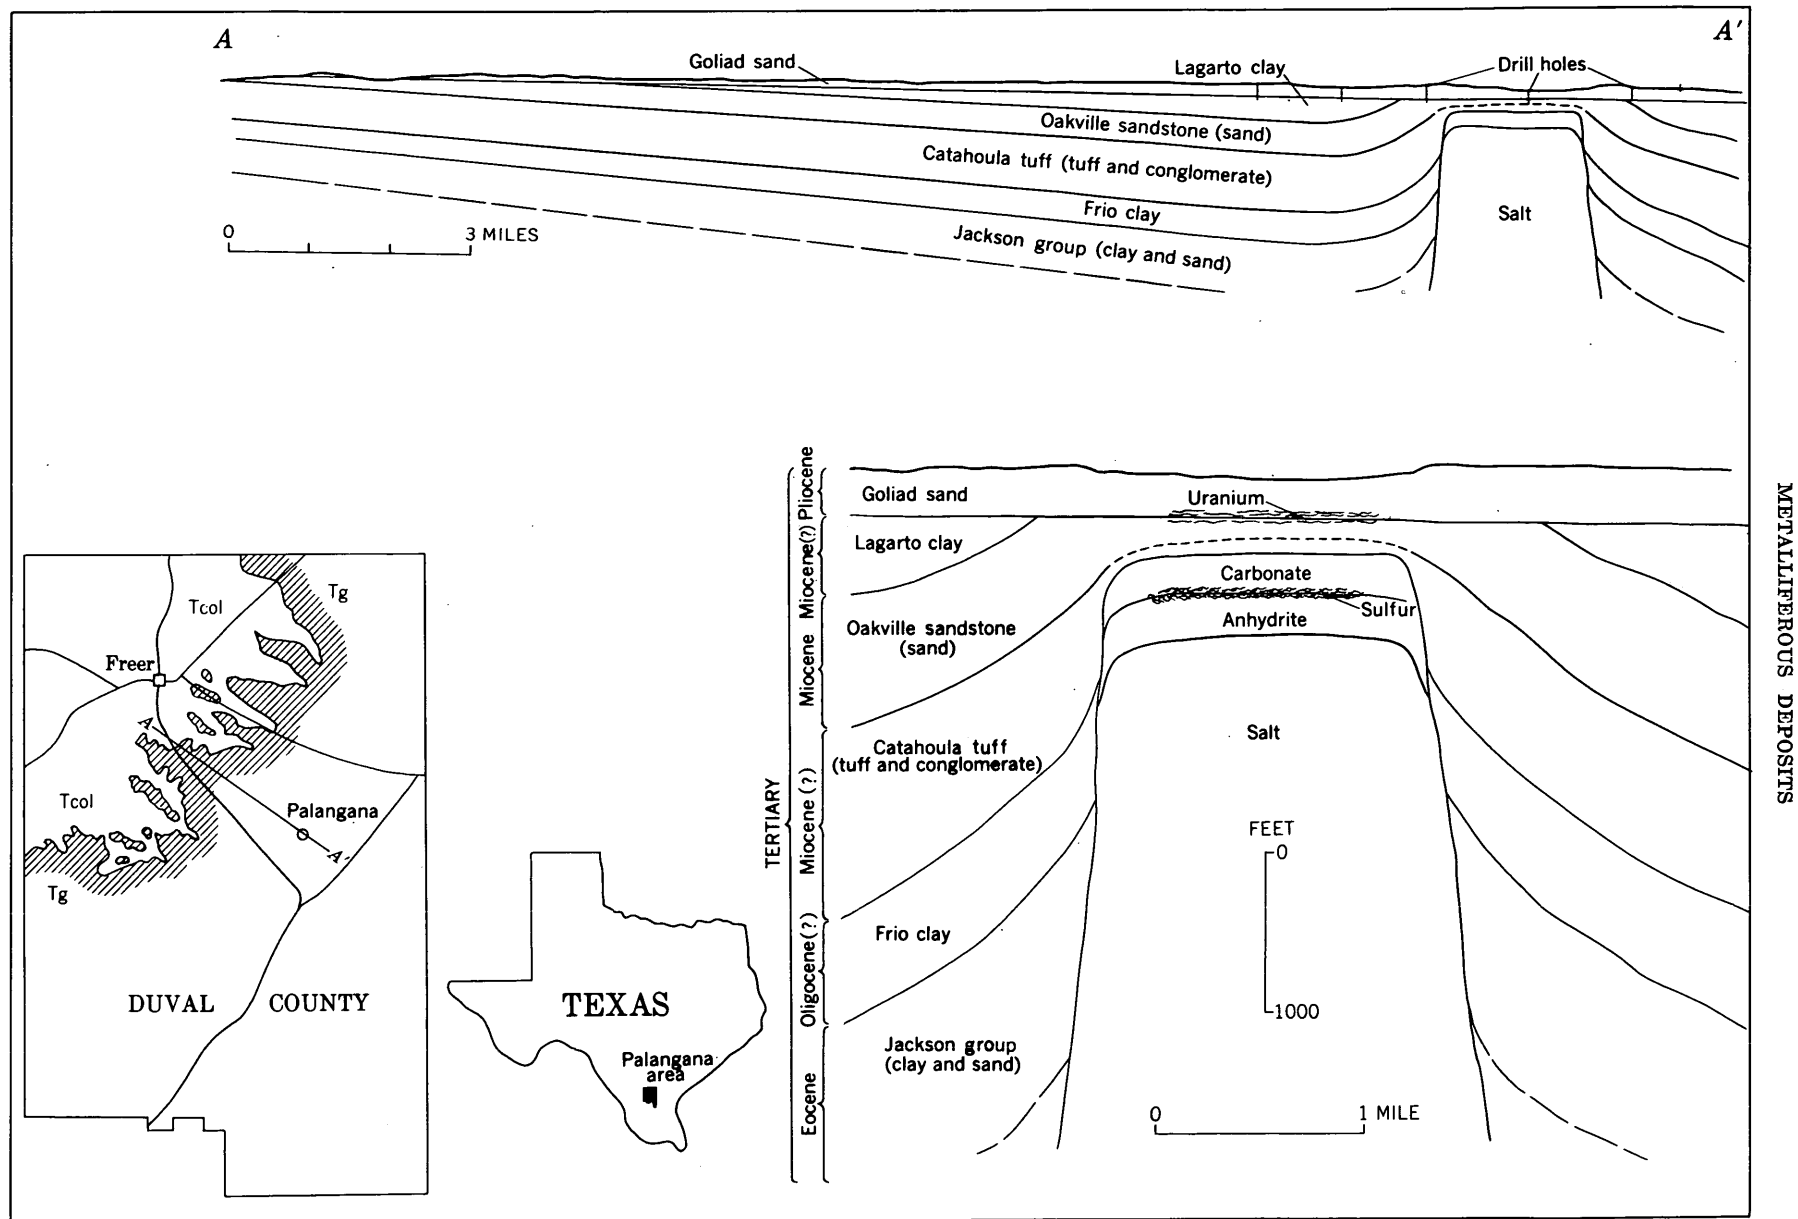 A
A'
Goliad sand
Lagarto clay
Drill holes
Oakville sandstone (sand)
Catahoula tuff (tuff and conglomerate)
Frio clay
Jackson group (clay and sand)
Salt
0
3 MILES
METALLIFEROUS DEPOSITS
Tcol
Tg
Freer
A
Tcol
Palangana
A'
Tg
DUVAL COUNTY
TEXAS
Palangana
area
TERTIARY
Pliocene
Miocene(?)
Miocene
Miocene (?)
Oligocene(?)
Eocene
Goliad sand
Uranium
Lagarto clay
Carbonate
Sulfur
Anhydrite
Oakville sandstone
(sand)
Salt
Catahoula tuff
(tuff and conglomerate)
FEET
0
1000
Frio clay
Jackson group
(clay and sand)
0
1 MILE